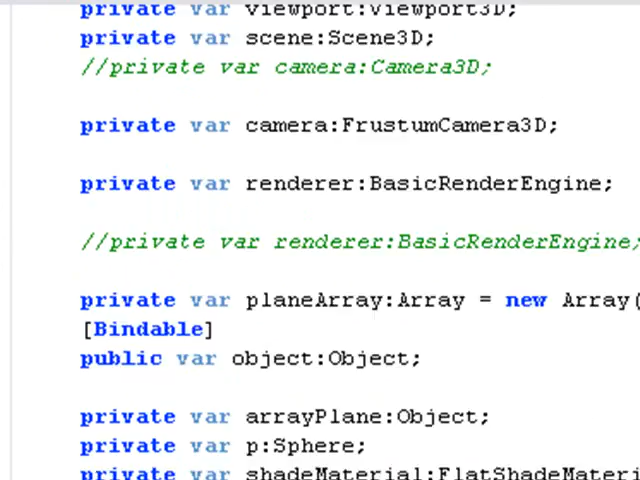 private var viewport:Viewport3D;
private var scene:Scene3D;
//private var camera:Camera3D;
private var camera:FrustumCamera3D;
private var renderer:BasicRenderEngine;
//private var renderer:BasicRenderEngine;
private var planeArray:Array = new Array(
[Bindable]
public var object:Object;
private var arrayPlane:Object;
private var p:Sphere;
private var shadeMaterial:FlatShadeMateri